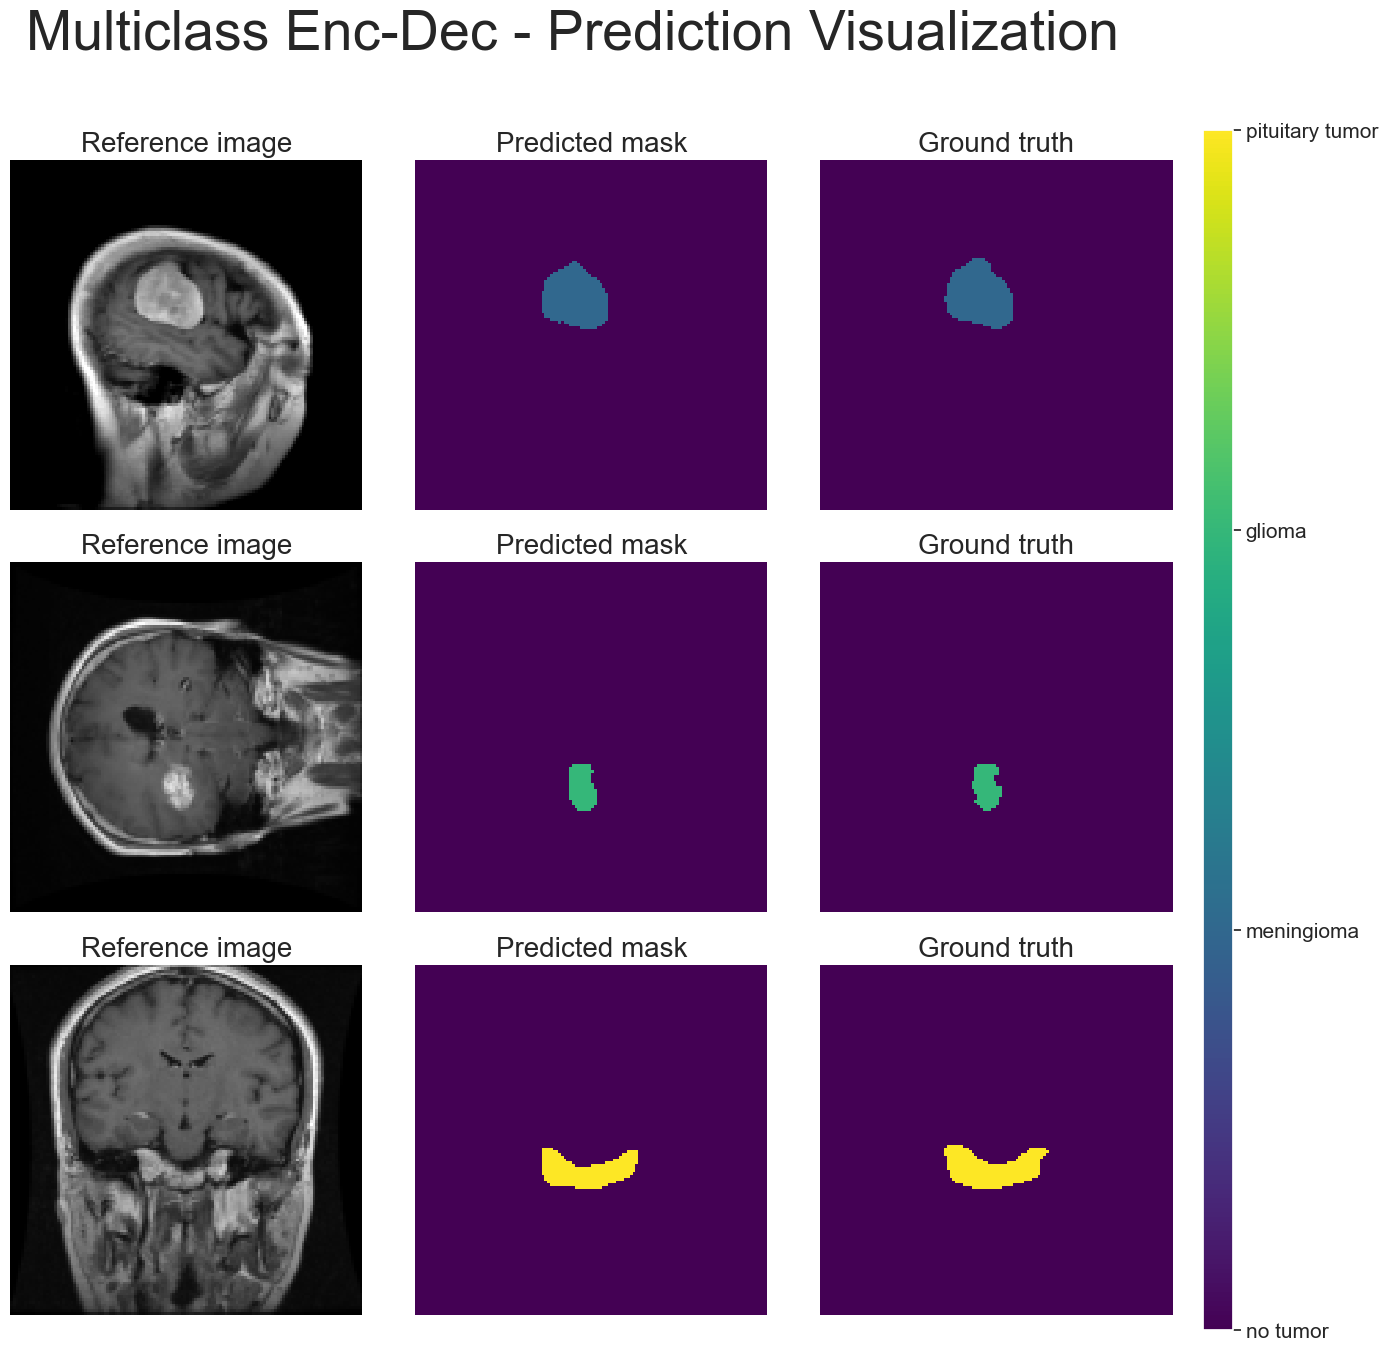 Multiclass Enc-Dec - Prediction Visualization
Reference image
Predicted mask
Ground truth
Reference image
Predicted mask
Ground truth
Reference image
Predicted mask
Ground truth
pituitary tumor
glioma
meningioma
no tumor